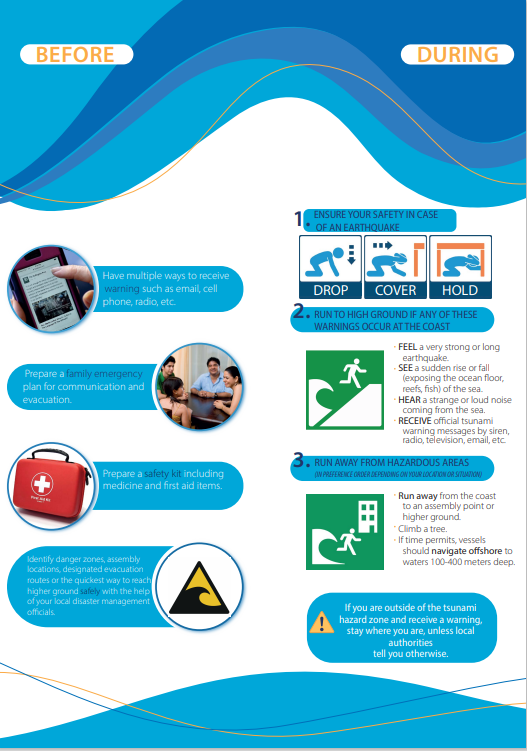 BEFORE
DURING
Have multiple ways to receive
warning such as email, cell
phone, radio, etc.
Prepare a family emergency
plan for communication and
evacuation.
Prepare a safety kit including
medicine and first aid items.
Identify danger zones, assembly
locations, designated evacuation
routes or the quickest way to reach
higher ground safely with the help
of your local disaster management
officials.
1. ENSURE YOUR SAFETY IN CASE
OF AN EARTHQUAKE
DROP COVER HOLD
2. RUN TO HIGH GROUND IF ANY OF THESE
WARNINGS OCCUR AT THE COAST
· FEEL a very strong or long
earthquake.
· SEE a sudden rise or fall
(exposing the ocean floor,
reefs, fish) of the sea.
· HEAR a strange or loud noise
coming from the sea.
· RECEIVE official tsunami
warning messages by siren,
radio, television, email, etc.
3. RUN AWAY FROM HAZARDOUS AREAS
(IN PREFERENCE ORDER DEPENDING ON YOUR LOCATION OR SITUATION)
· Run away from the coast
to an assembly point or
higher ground.
· Climb a tree.
· If time permits, vessels
should navigate offshore to
waters 100-400 meters deep.
If you are outside of the tsunami
hazard zone and receive a warning,
stay where you are, unless local
authorities
tell you otherwise.